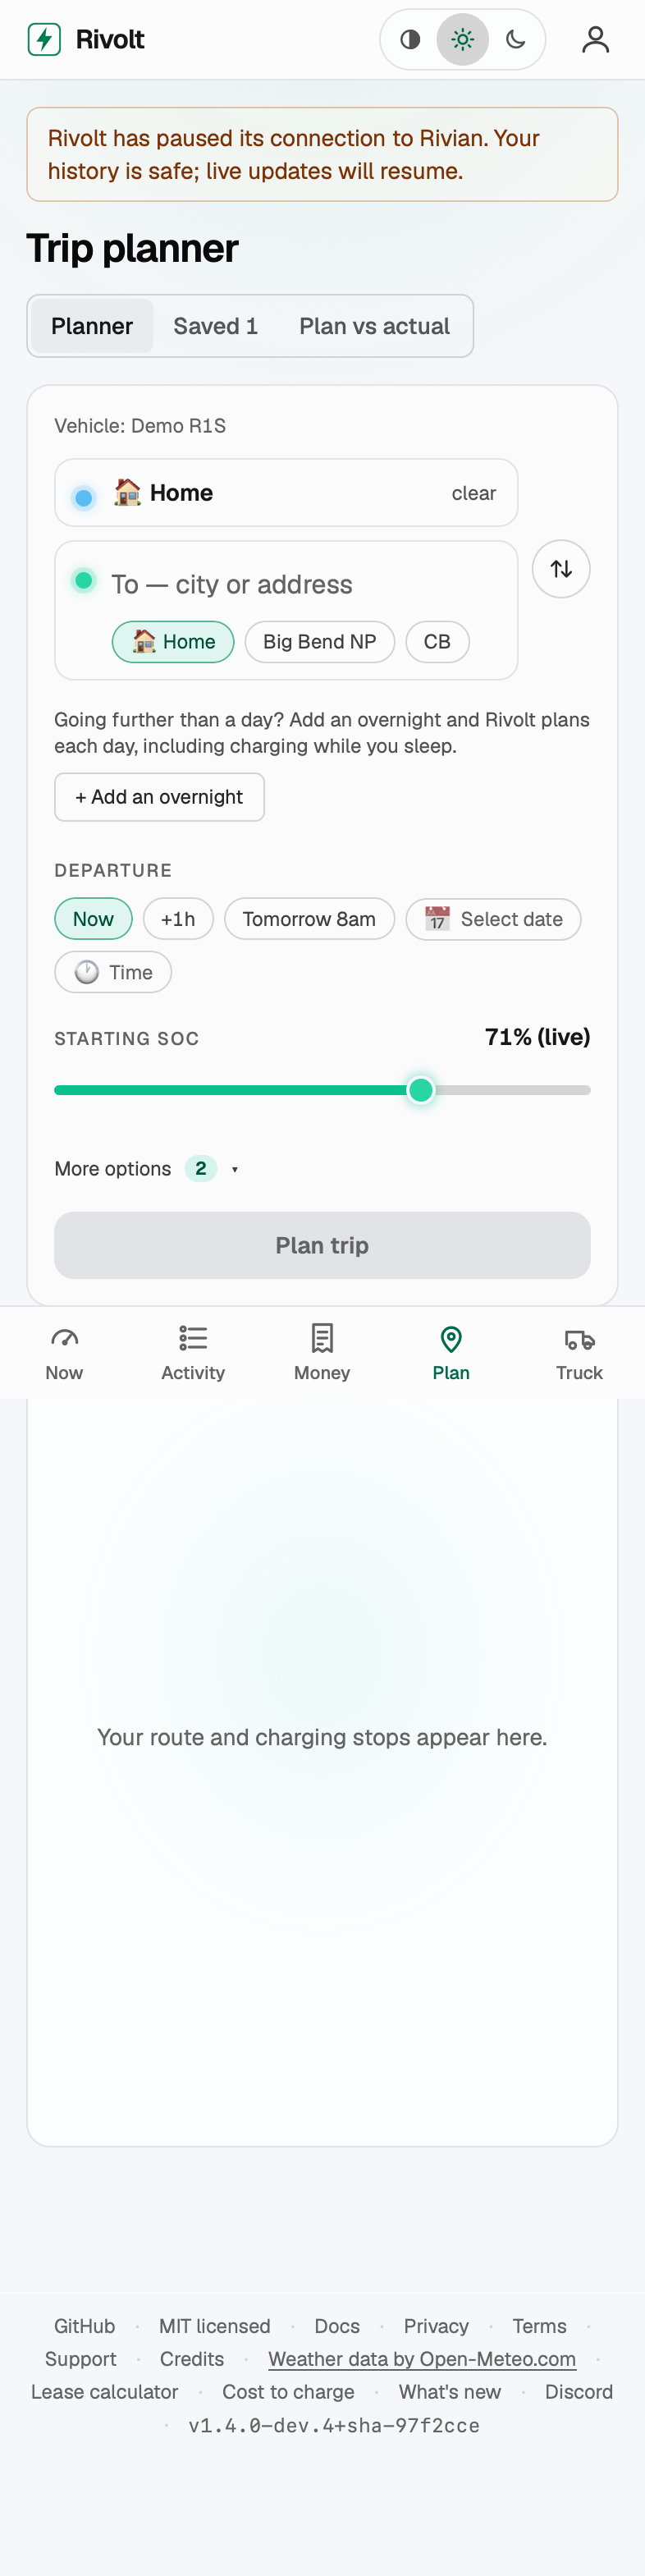 Rivolt
Rivolt has paused its connection to Rivian. Your
history is safe; live updates will resume.
Trip planner
Planner Saved 1 Plan vs actual
Vehicle: Demo R1S
🏠 Home clear
To — city or address
🏠 Home Big Bend NP CB
Going further than a day? Add an overnight and Rivolt plans
each day, including charging while you sleep.
+ Add an overnight
DEPARTURE
Now +1h Tomorrow 8am 📅 Select date
🕐 Time
STARTING SOC 71% (live)
More options 2 ▾
Plan trip
Now Activity Money Plan Truck
Your route and charging stops appear here.
GitHub · MIT licensed · Docs · Privacy · Terms ·
Support · Credits · Weather data by Open-Meteo.com ·
Lease calculator · Cost to charge · What's new · Discord
· v1.4.0-dev.4+sha-97f2cce